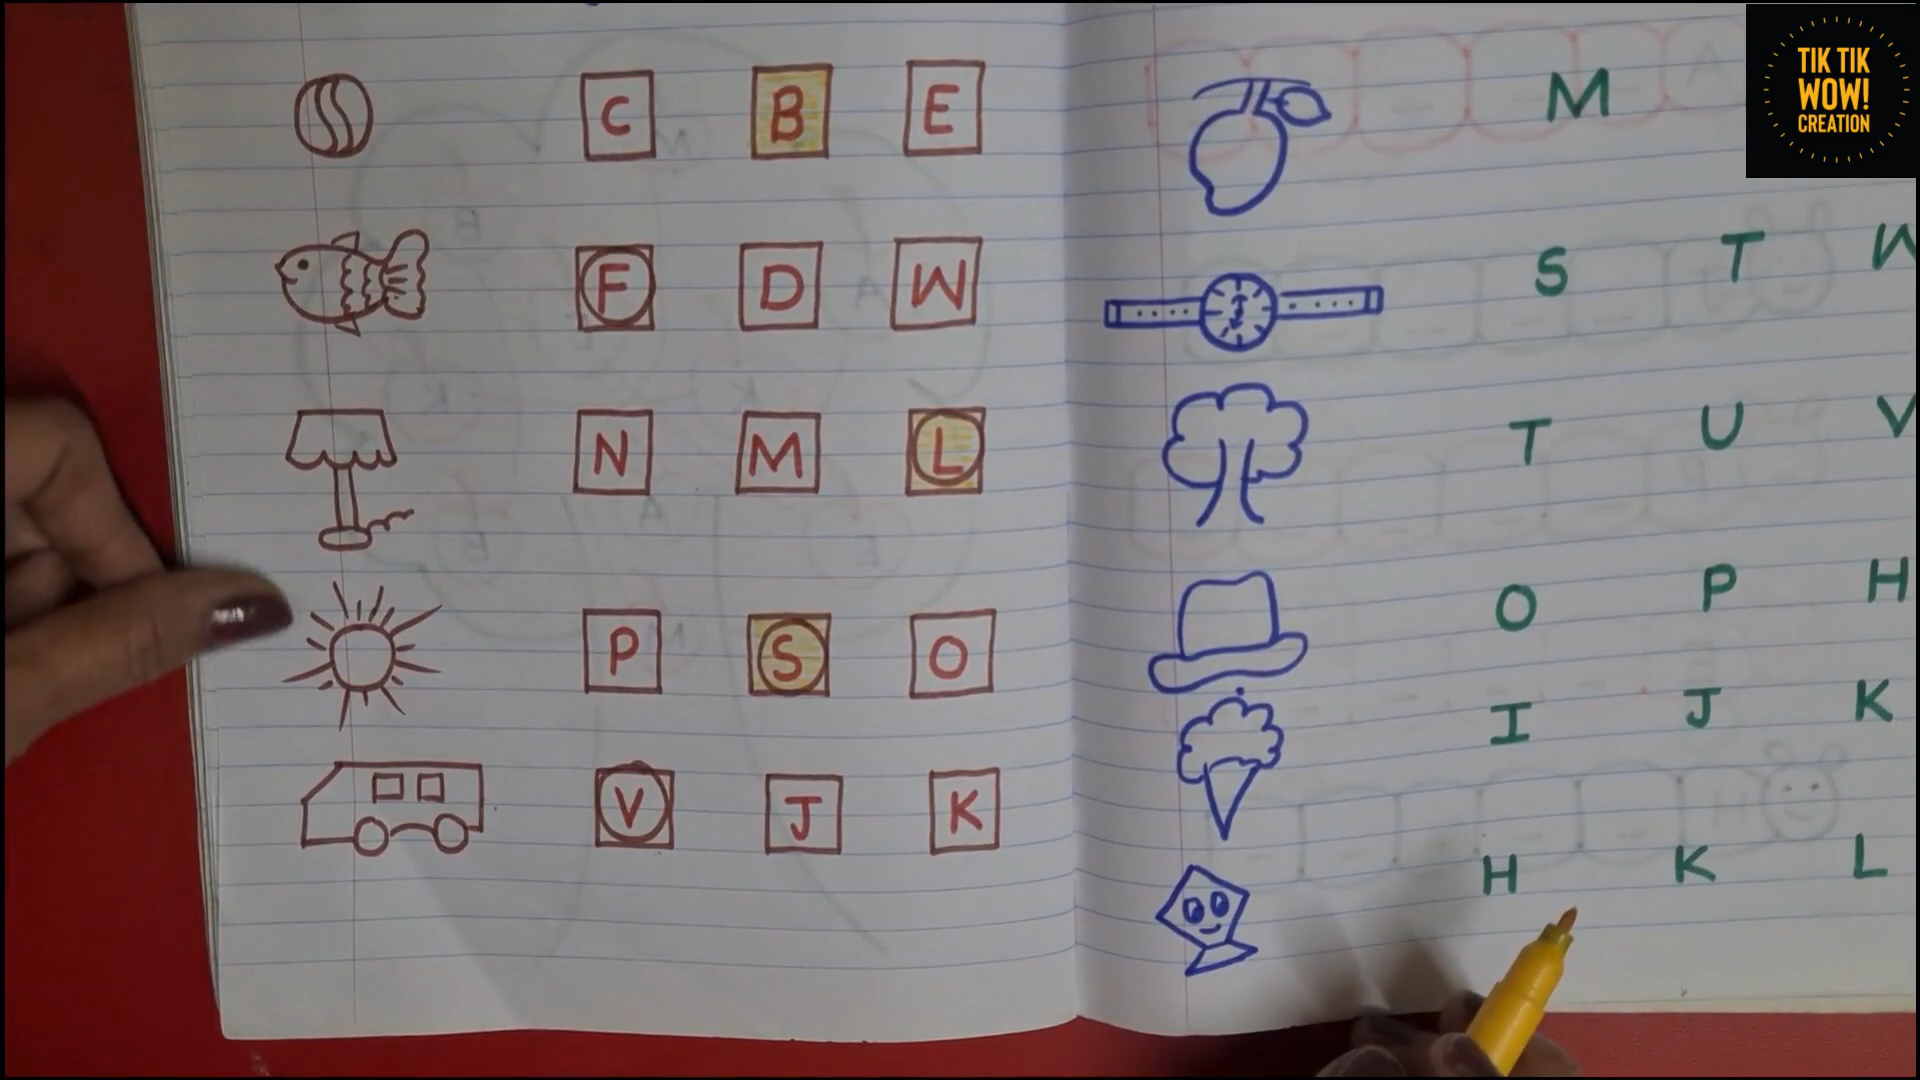 C B E
F D W
N M L
P S O
V J K
M
S T W
T U V
O P H
I J K
H K L
TIK TIK
WOW!
CREATION